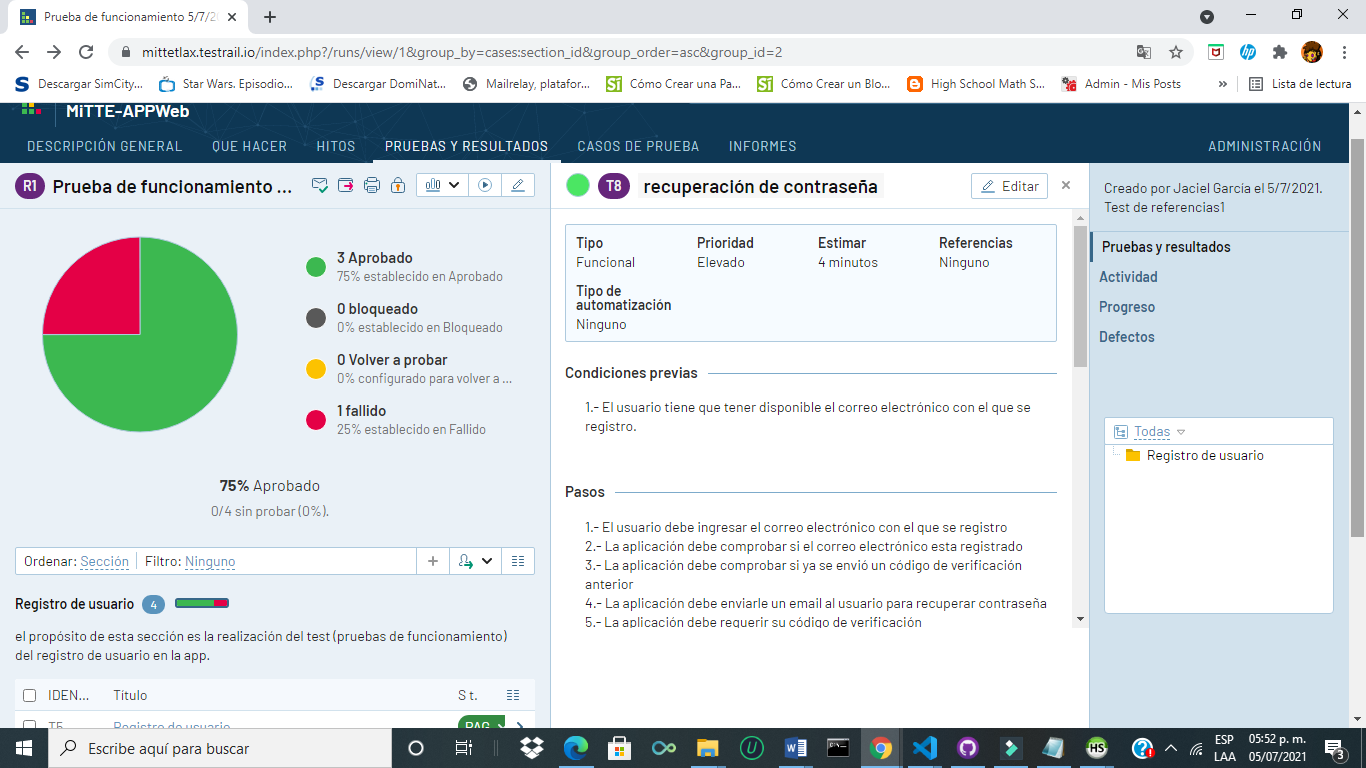 Prueba de funcionamiento 5/7/2
mittetlax.testrail.io/index.php?/runs/view/1&group_by=cases:section_id&group_order=asc&group_id=2
Descargar SimCity...
Star Wars. Episodio...
Descargar DomiNat...
Mailrelay, platafor...
Cómo Crear una Pa...
Cómo Crear un Blo...
High School Math S...
Admin - Mis Posts
»
Lista de lectura
MiTTE-APPWeb
DESCRIPCIÓN GENERAL
QUE HACER
HITOS
PRUEBAS Y RESULTADOS
CASOS DE PRUEBA
INFORMES
ADMINISTRACIÓN
R1 Prueba de funcionamiento ...
3 Aprobado
75% establecido en Aprobado
0 bloqueado
0% establecido en Bloqueado
0 Volver a probar
0% configurado para volver a ...
1 fallido
25% establecido en Fallido
75% Aprobado
0/4 sin probar (0%).
Ordenar: Sección Filtro: Ninguno
Registro de usuario 4
el propósito de esta sección es la realización del test (pruebas de funcionamiento)
del registro de usuario en la app.
IDEN... Título S t.
T5 Registro de usuario PAG
T8 recuperación de contraseña
Editar
Tipo
Funcional
Prioridad
Elevado
Estimar
4 minutos
Referencias
Ninguno
Tipo de
automatización
Ninguno
Condiciones previas
1.- El usuario tiene que tener disponible el correo electrónico con el que se
registro.
Pasos
1.- El usuario debe ingresar el correo electrónico con el que se registro
2.- La aplicación debe comprobar si el correo electrónico esta registrado
3.- La aplicación debe comprobar si ya se envió un código de verificación
anterior
4.- La aplicación debe enviarle un email al usuario para recuperar contraseña
5.- La aplicación debe requerir su código de verificación
Creado por Jaciel García el 5/7/2021.
Test de referencias1
Pruebas y resultados
Actividad
Progreso
Defectos
Todas
Registro de usuario
Escribe aquí para buscar
ESP
LAA
05:52 p. m.
05/07/2021
3